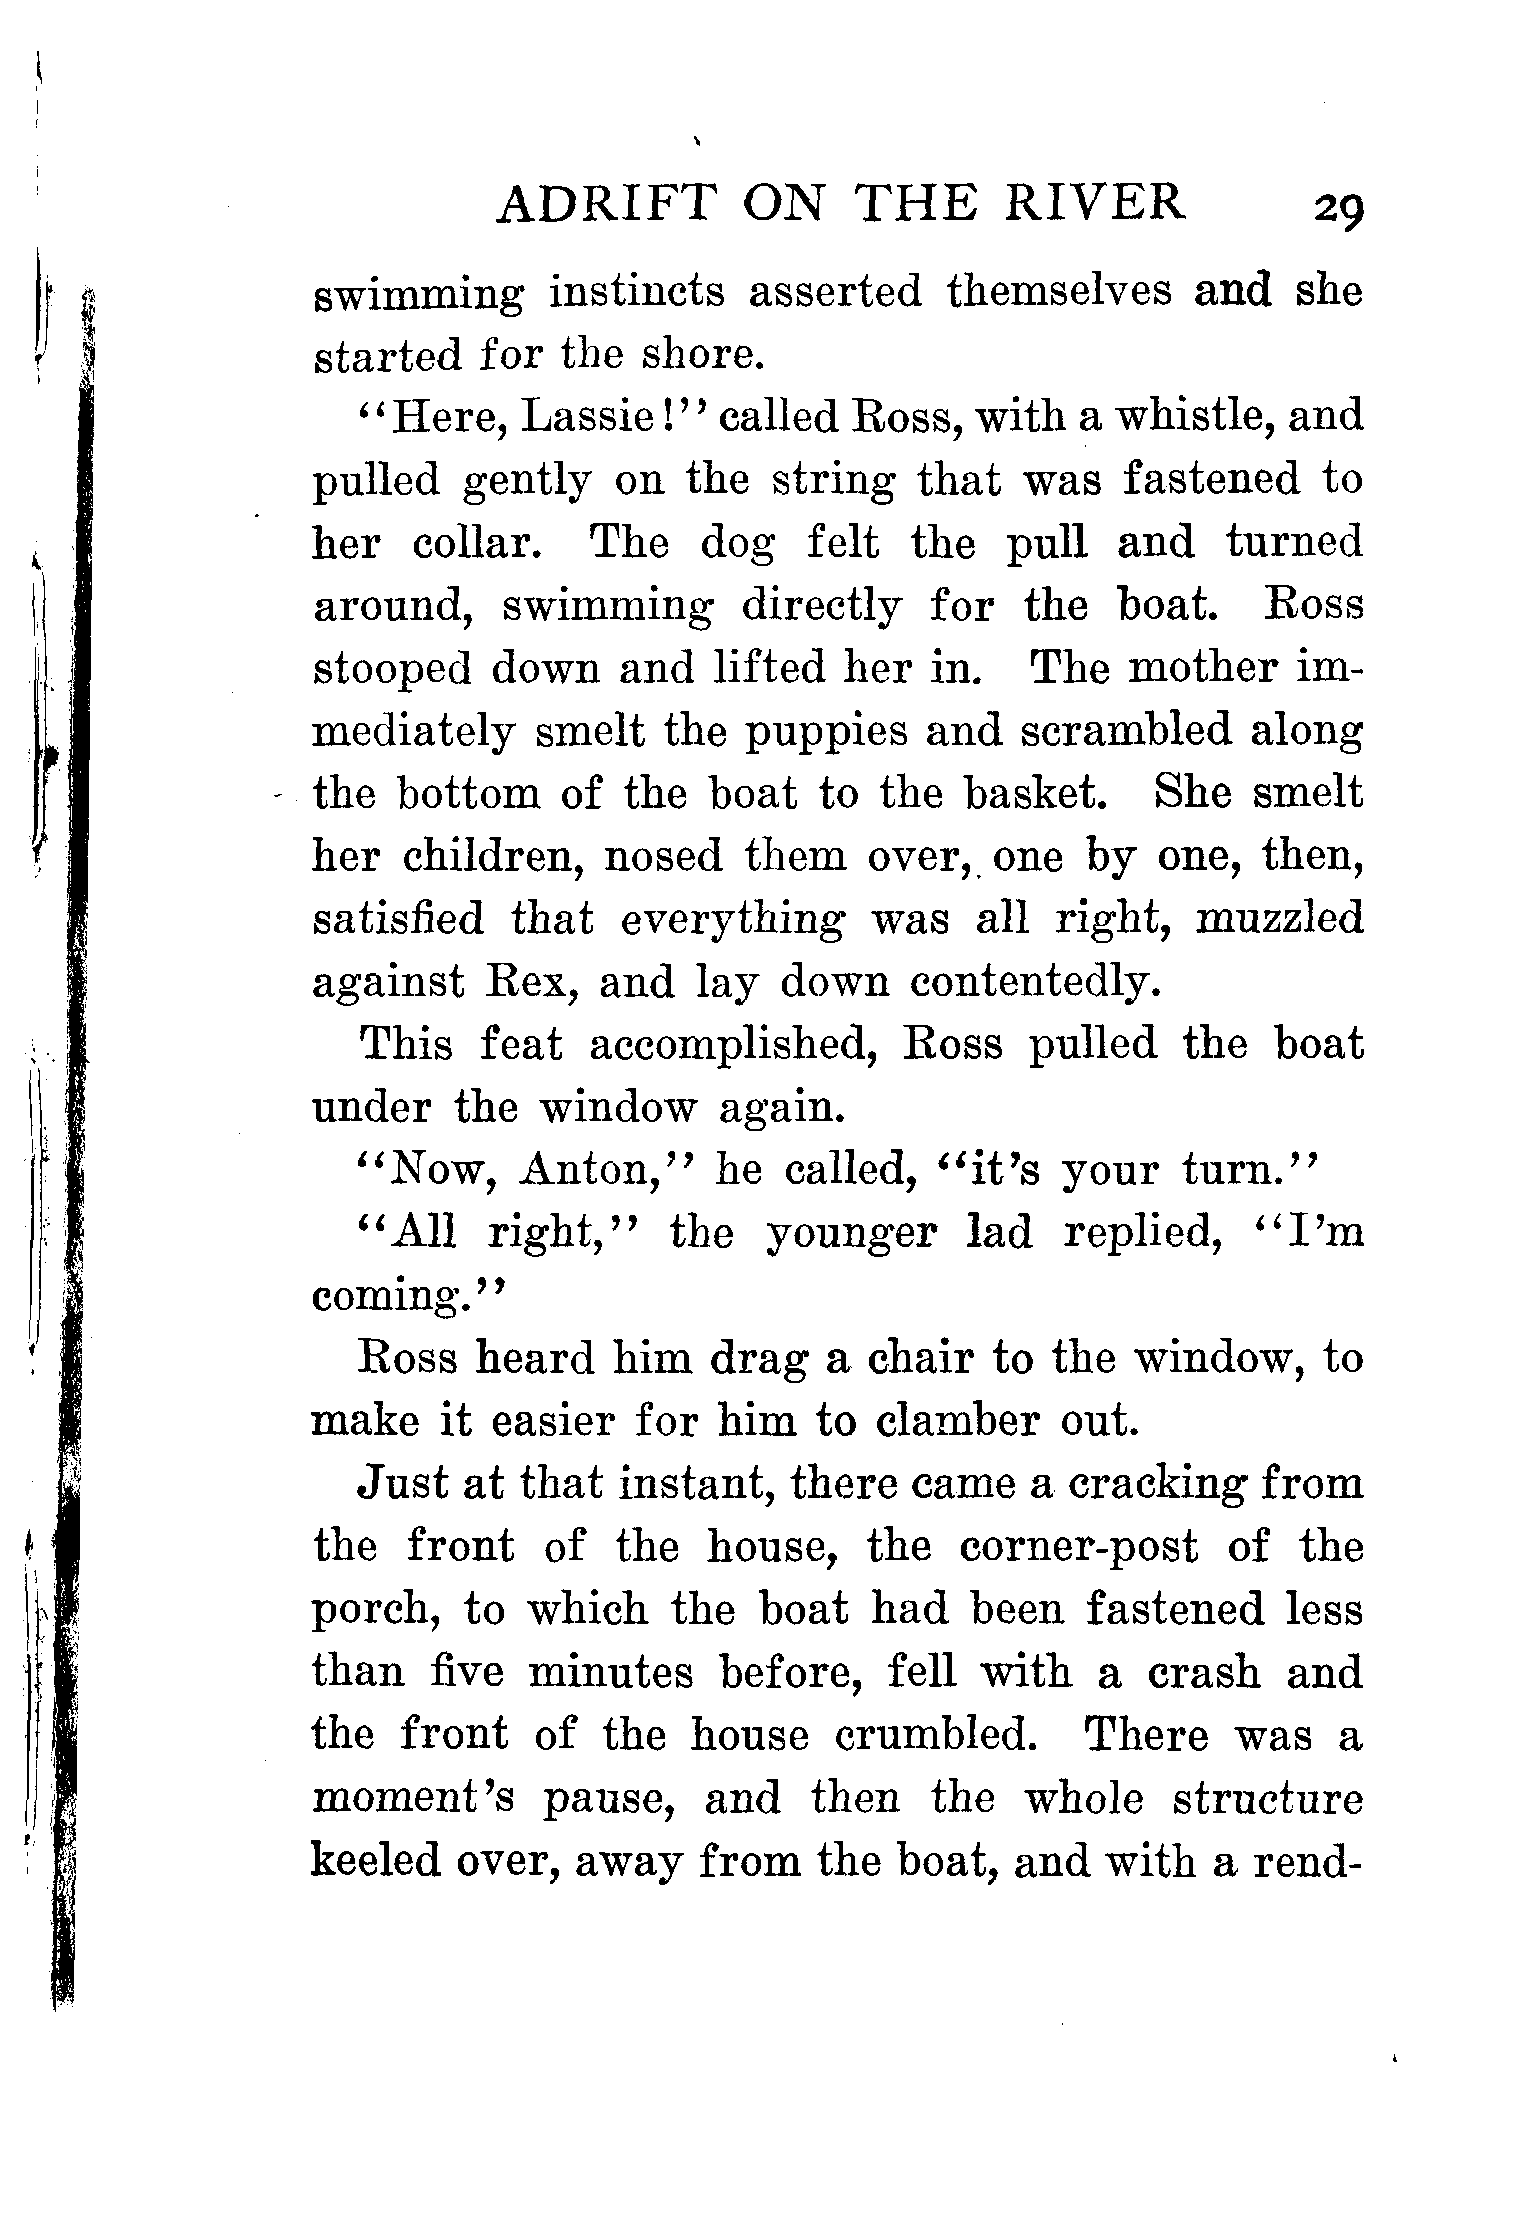 ADRIFT ON THE RIVER 29
swimming instincts asserted themselves and she
started for the shore.
"Here, Lassie!" called Ross, with a whistle, and
pulled gently on the string that was fastened to
her collar. The dog felt the pull and turned
around, swimming directly for the boat. Ross
stooped down and lifted her in. The mother im-
mediately smelt the puppies and scrambled along
the bottom of the boat to the basket. She smelt
her children, nosed them over, one by one, then,
satisfied that everything was all right, muzzled
against Rex, and lay down contentedly.
This feat accomplished, Ross pulled the boat
under the window again.
"Now, Anton," he called, "it's your turn."
"All right," the younger lad replied, "I'm
coming."
Ross heard him drag a chair to the window, to
make it easier for him to clamber out.
Just at that instant, there came a cracking from
the front of the house, the corner-post of the
porch, to which the boat had been fastened less
than five minutes before, fell with a crash and
the front of the house crumbled. There was a
moment's pause, and then the whole structure
keeled over, away from the boat, and with a rend-